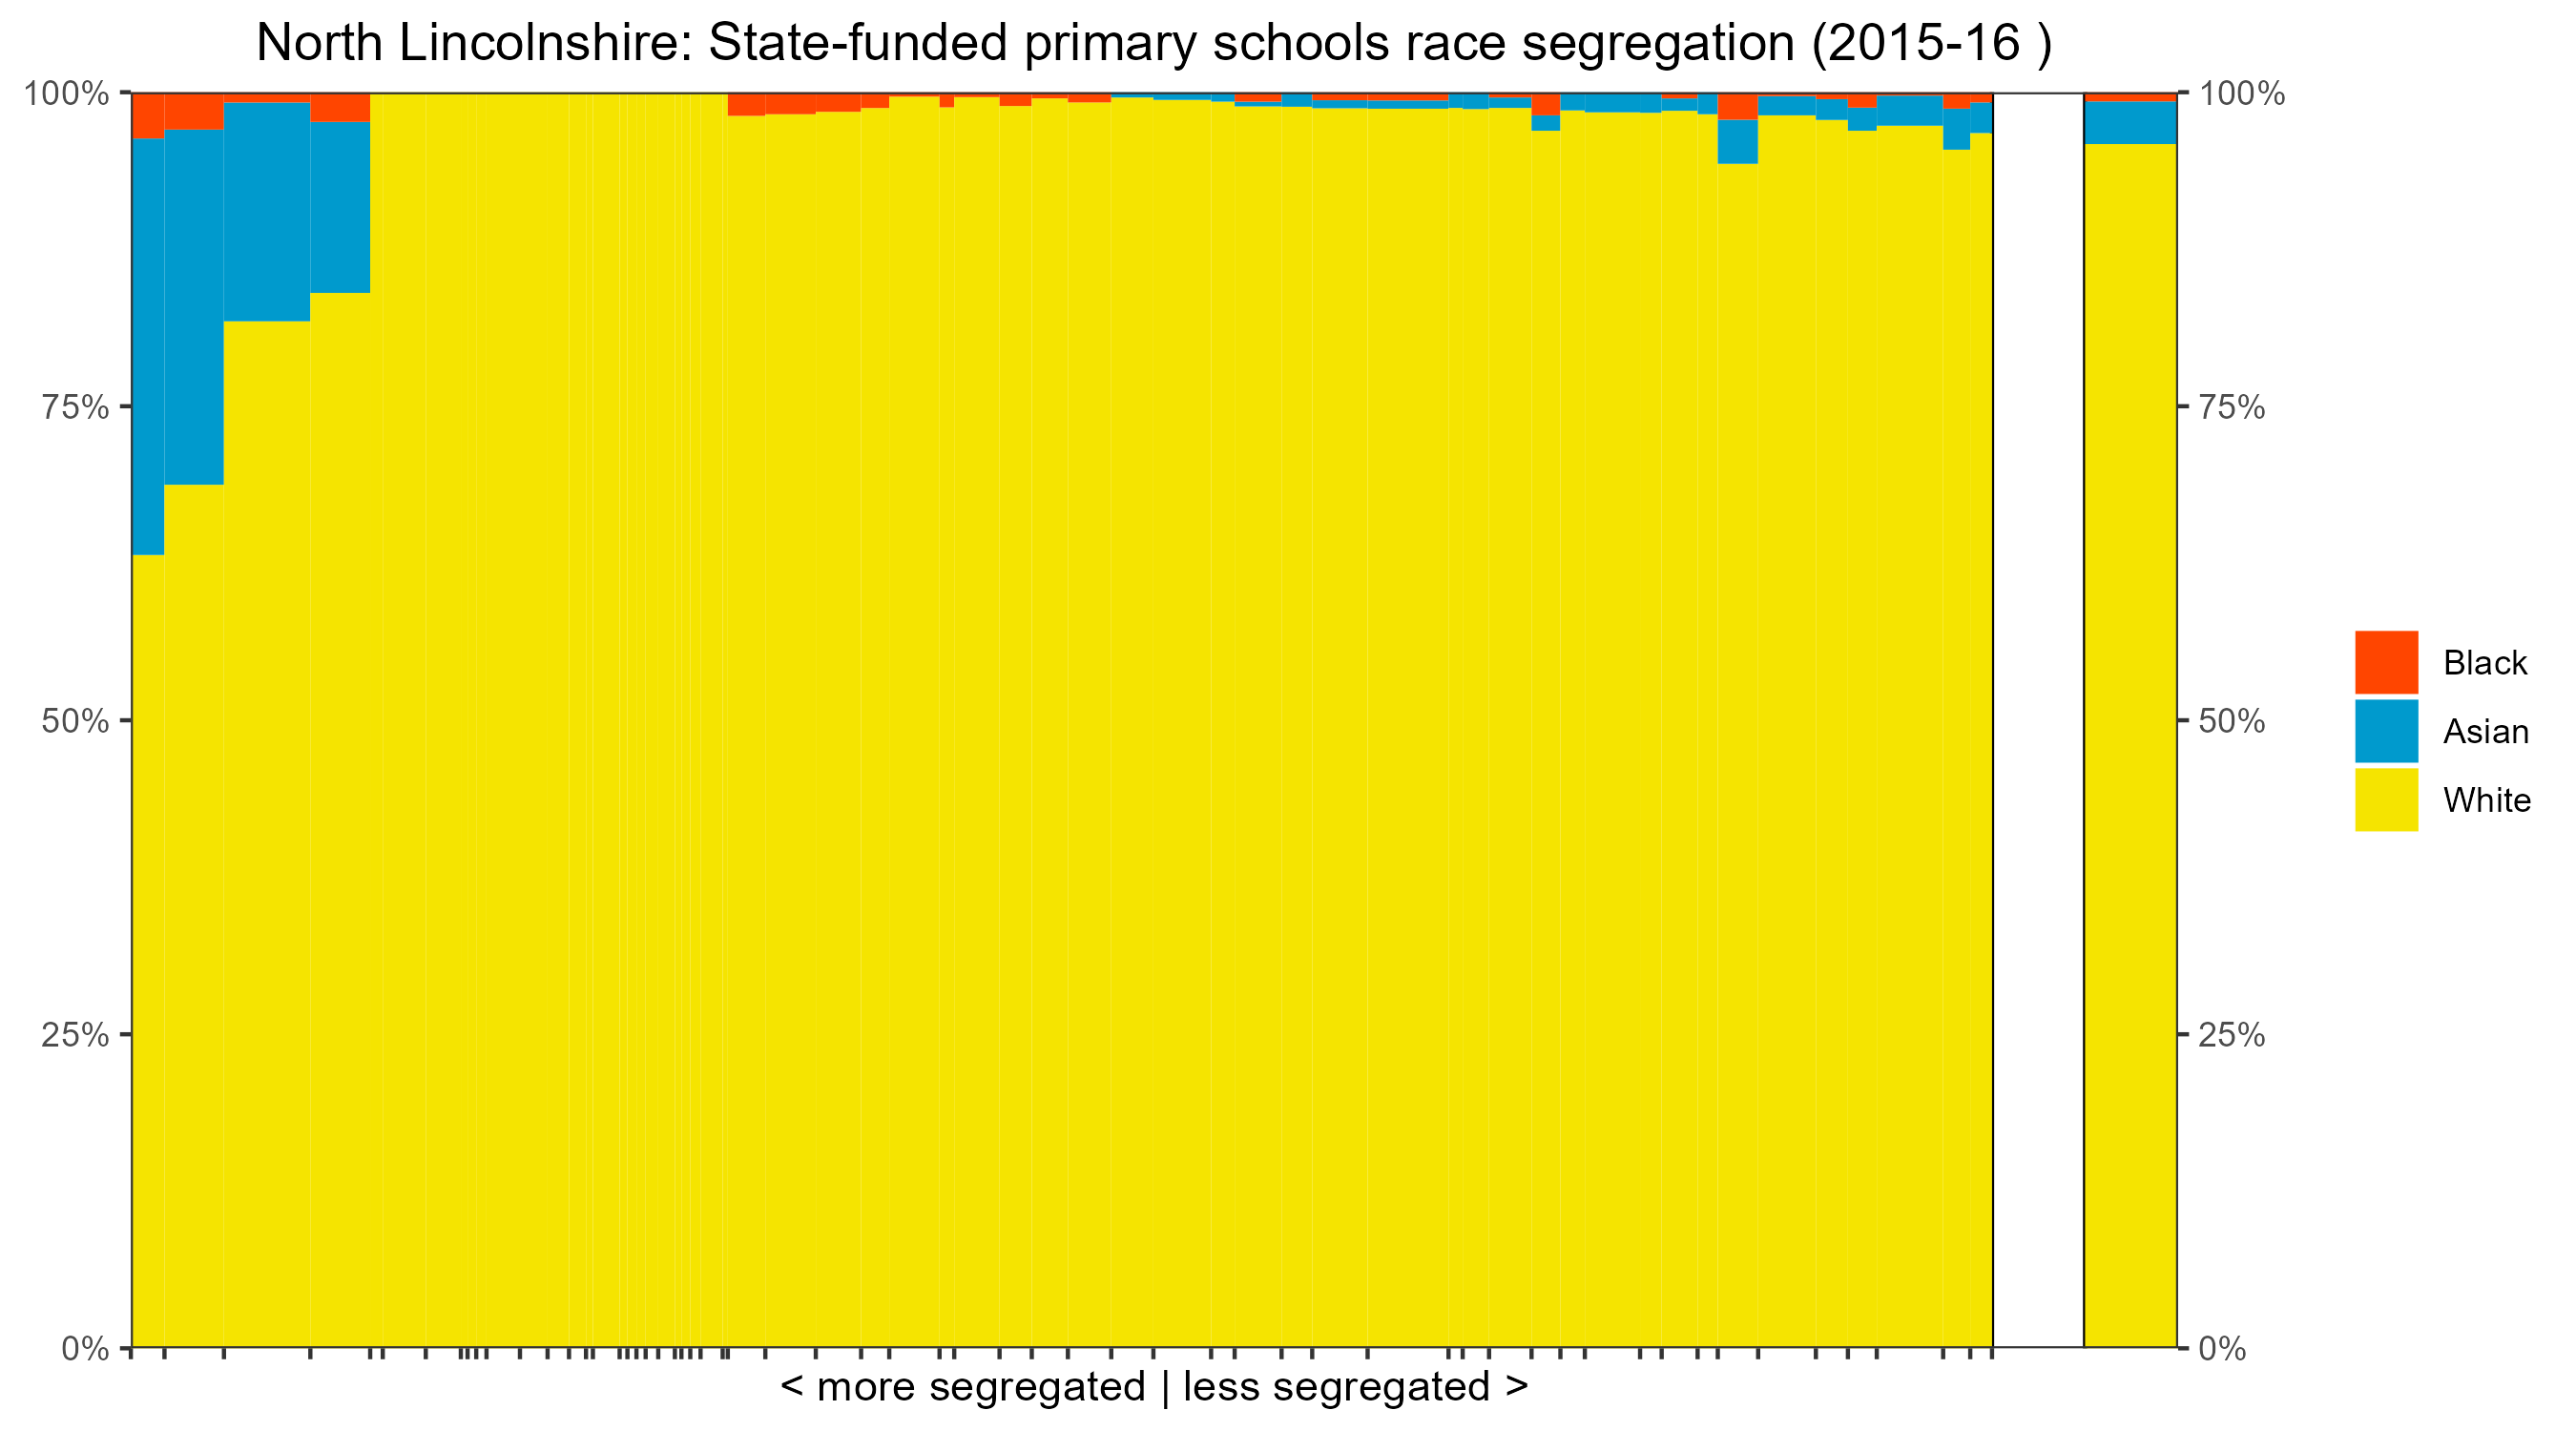 North Lincolnshire: State-funded primary schools race segregation (2015-16 )
100%
75%
50%
25%
0%
100%
75%
50%
25%
0%
Black
Asian
White
< more segregated | less segregated >